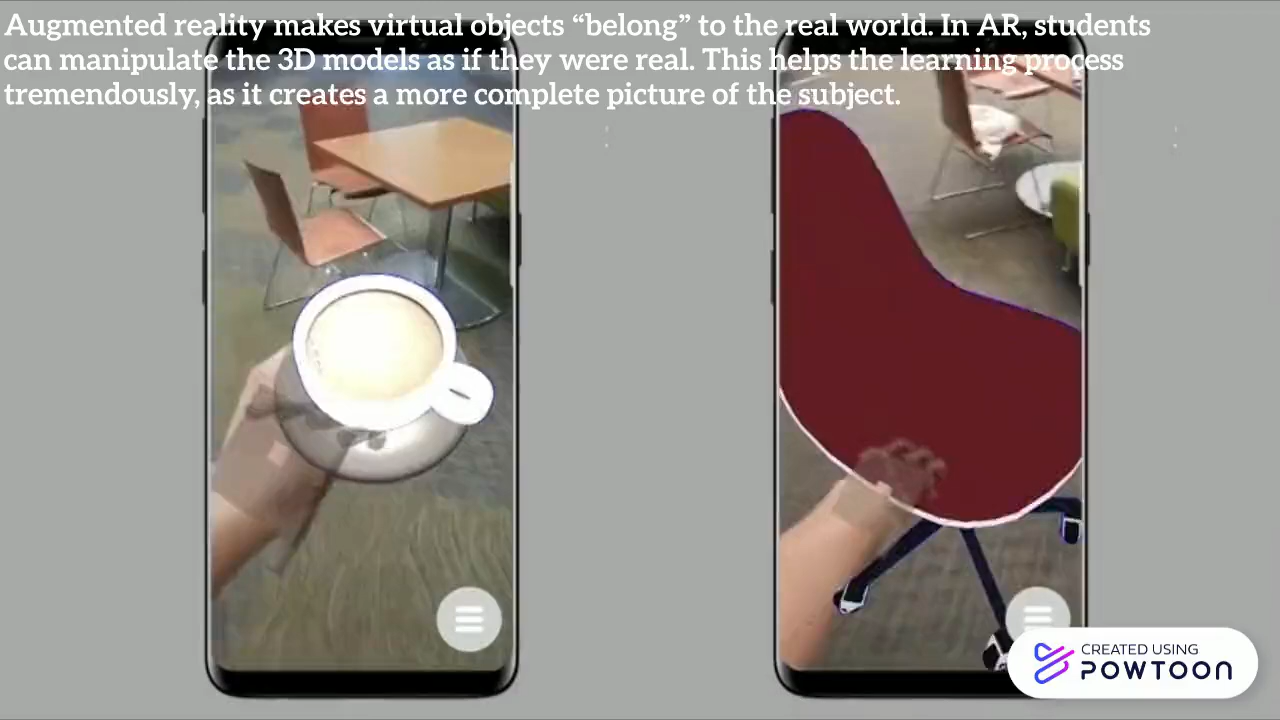 Augmented reality makes virtual objects “belong” to the real world. In AR, students
can manipulate the 3D models as if they were real. This helps the learning process
tremendously, as it creates a more complete picture of the subject.
CREATED USING
POWTOON